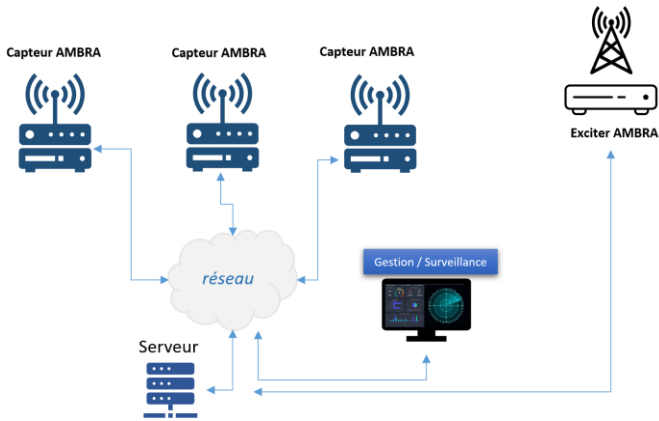 Capteur AMBRA
Capteur AMBRA
Capteur AMBRA
Exciter AMBRA
réseau
Gestion / Surveillance
Serveur